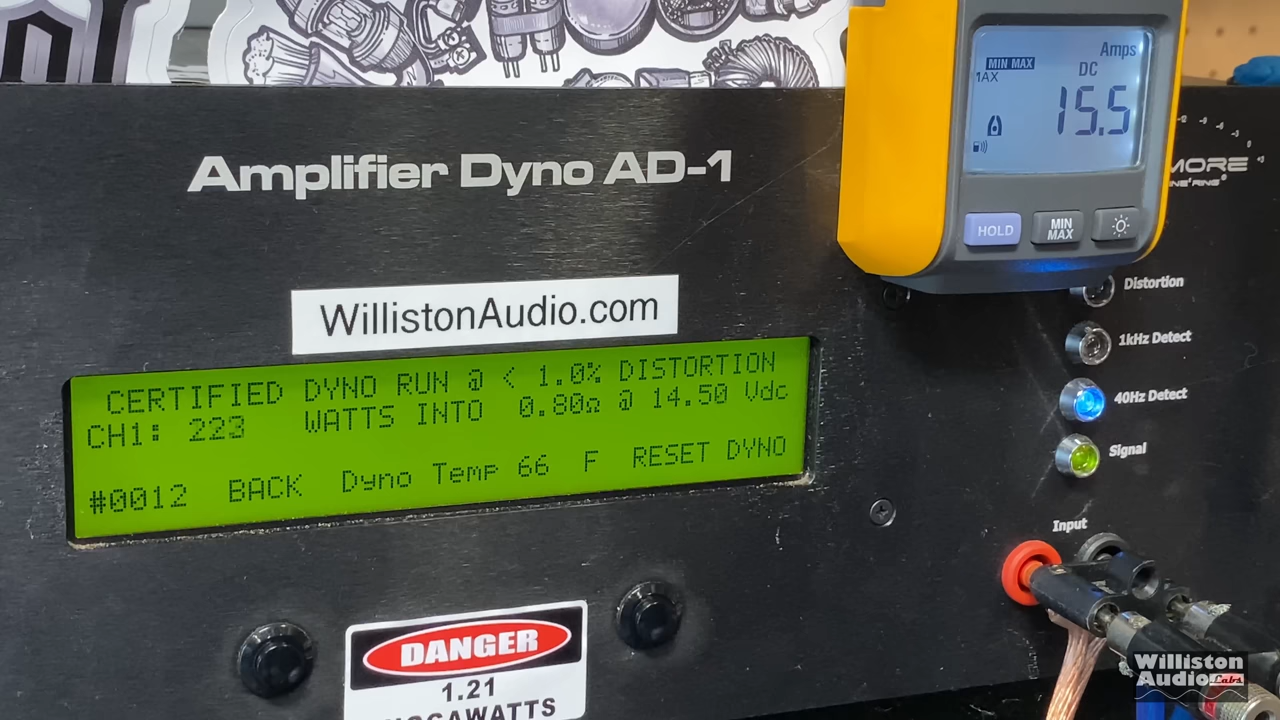 MIN MAX
Amps
1AX
DC
15.5
HOLD
MIN
MAX
Amplifier Dyno AD-1
MORE
WillistonAudio.com
CERTIFIED DYNO RUN @ < 1.0% DISTORTION
CH1: 223 WATTS INTO 0.80Ω @ 14.50 Vdc
#0012 BACK Dyno Temp 66 F RESET DYNO
Distortion
1kHz Detect
40Hz Detect
Signal
Input
DANGER
1.21
Williston
Audio Labs